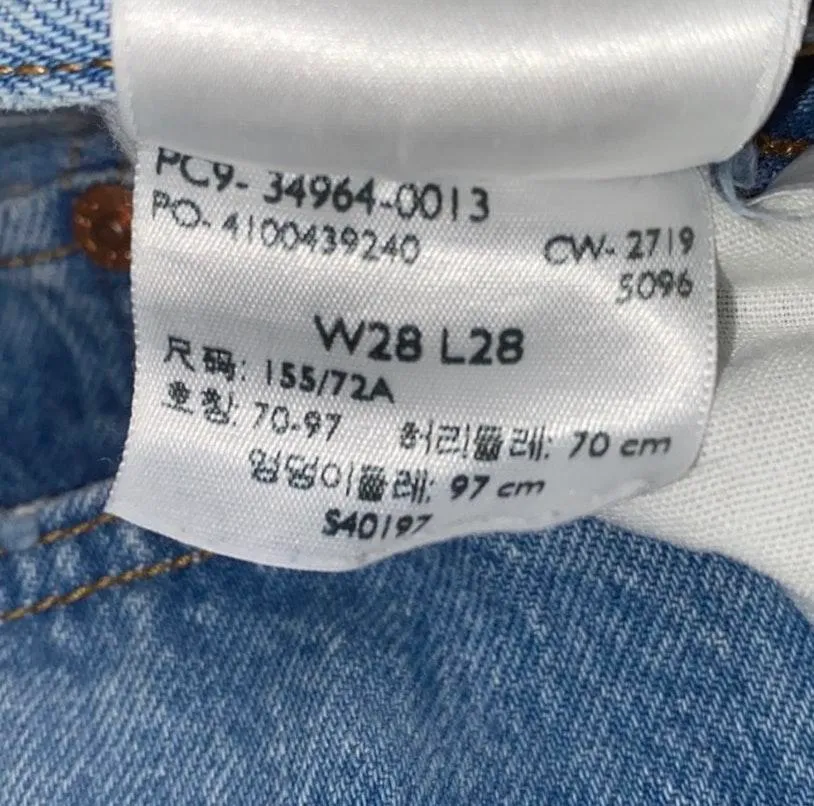 PC9- 34964-0013
PO- 4100439240 CW- 2719
5096
W28 L28
尺码: 155/72A
호칭: 70-97 허리둘레: 70 cm
엉덩이둘레: 97 cm
S40197